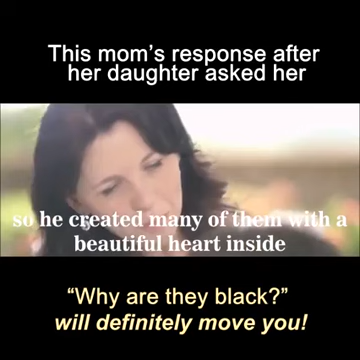 This mom's response after
her daughter asked her
so he created many of them with a
beautiful heart inside
"Why are they black?"
will definitely move you!